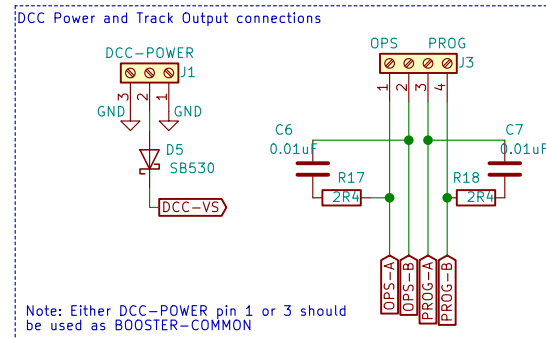 DCC Power and Track Output connections
DCC-POWER
J1
3 2 1
GND GND
D5
SB530
DCC-VS
OPS PROG
J3
1 2 3 4
C6
0.01uF
C7
0.01uF
R17
2R4
R18
2R4
OPS-A
OPS-B
PROG-A
PROG-B
Note: Either DCC-POWER pin 1 or 3 should
be used as BOOSTER-COMMON